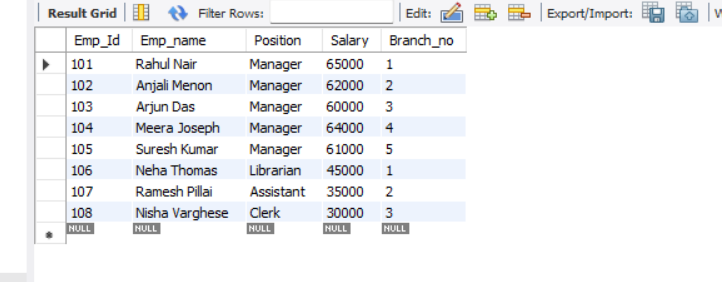 Result Grid Filter Rows: Edit: Export/Import:
Emp_Id Emp_name Position Salary Branch_no
101 Rahul Nair Manager 65000 1
102 Anjali Menon Manager 62000 2
103 Arjun Das Manager 60000 3
104 Meera Joseph Manager 64000 4
105 Suresh Kumar Manager 61000 5
106 Neha Thomas Librarian 45000 1
107 Ramesh Pillai Assistant 35000 2
108 Nisha Varghese Clerk 30000 3
NULL NULL NULL NULL NULL